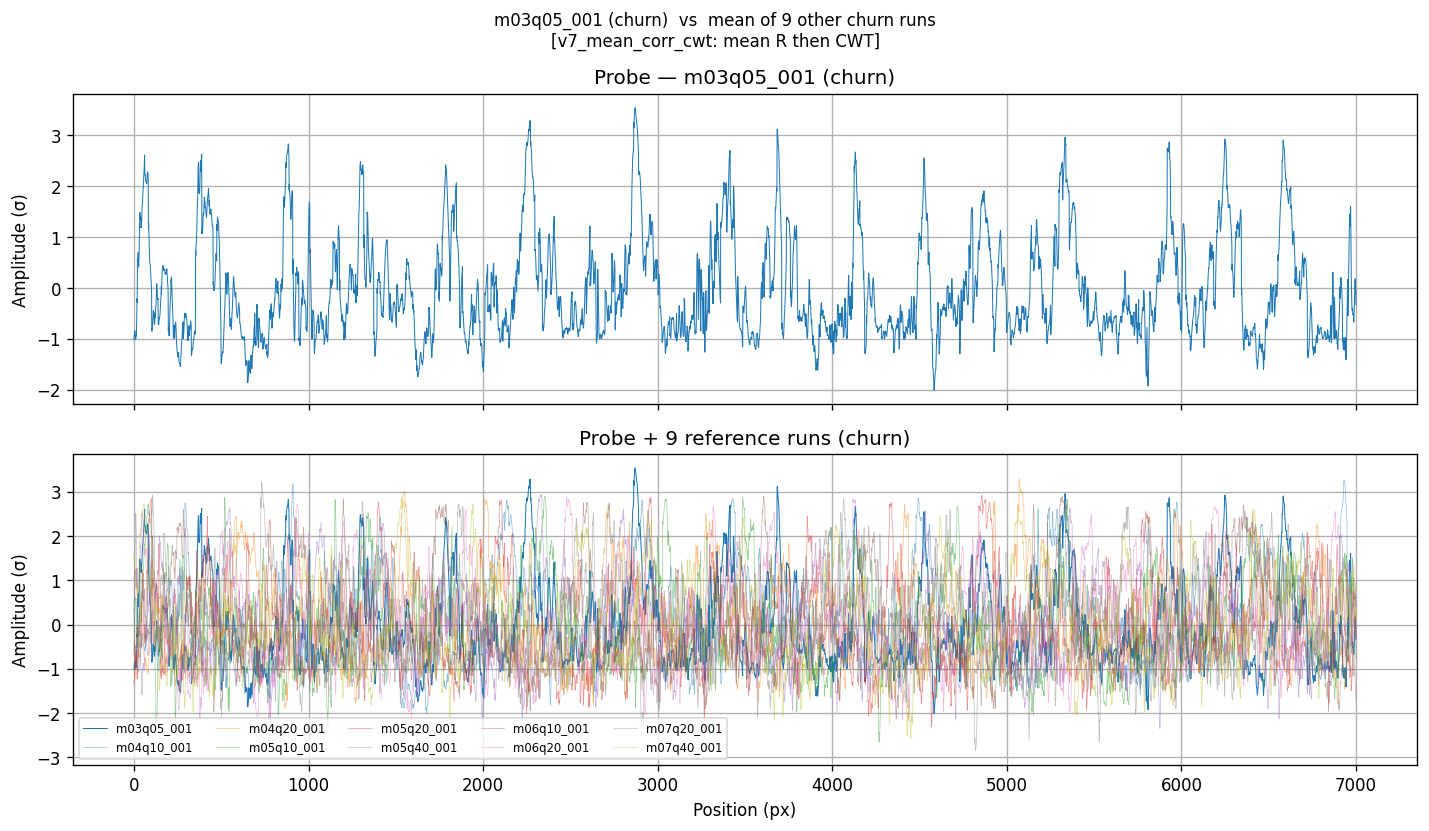 m03q05_001 (churn)  vs  mean of 9 other churn runs
[v7_mean_corr_cwt: mean R then CWT]
Probe — m03q05_001 (churn)
Amplitude (σ)
3
2
1
0
−1
−2
Probe + 9 reference runs (churn)
Amplitude (σ)
3
2
1
0
−1
−2
−3
m03q05_001 m04q20_001 m05q20_001 m06q10_001 m07q20_001
m04q10_001 m05q10_001 m05q40_001 m06q20_001 m07q40_001
0 1000 2000 3000 4000 5000 6000 7000
Position (px)